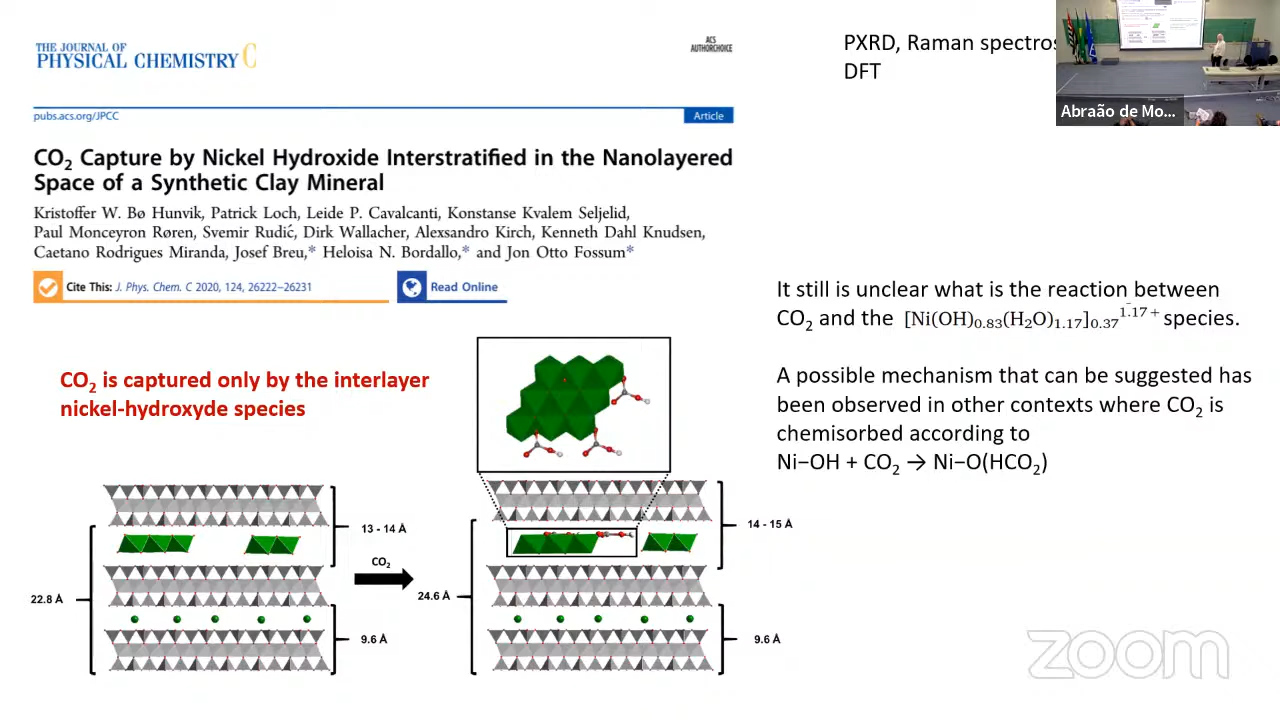 THE JOURNAL OF
PHYSICAL CHEMISTRY C
ACS
AUTHORCHOICE
pubs.acs.org/JPCC
Article
CO₂ Capture by Nickel Hydroxide Interstratified in the Nanolayered
Space of a Synthetic Clay Mineral
Kristoffer W. Bø Hunvik, Patrick Loch, Leide P. Cavalcanti, Konstanse Kvalem Seljelid,
Paul Monceyron Røren, Svemir Rudić, Dirk Wallacher, Alexsandro Kirch, Kenneth Dahl Knudsen,
Caetano Rodrigues Miranda, Josef Breu,* Heloisa N. Bordallo,* and Jon Otto Fossum*
Cite This: J. Phys. Chem. C 2020, 124, 26222−26231
Read Online
PXRD, Raman spectros
DFT
Abraão de Mo...
It still is unclear what is the reaction between
CO₂ and the [Ni(OH)₀.₈₃(H₂O)₁.₁₇]₀.₃₇¹·¹⁷⁺ species.
A possible mechanism that can be suggested has
been observed in other contexts where CO₂ is
chemisorbed according to
Ni−OH + CO₂ → Ni−O(HCO₂)
CO₂ is captured only by the interlayer
nickel-hydroxyde species
13 - 14 Å
22.8 Å
9.6 Å
CO₂
14 - 15 Å
24.6 Å
9.6 Å
zoom